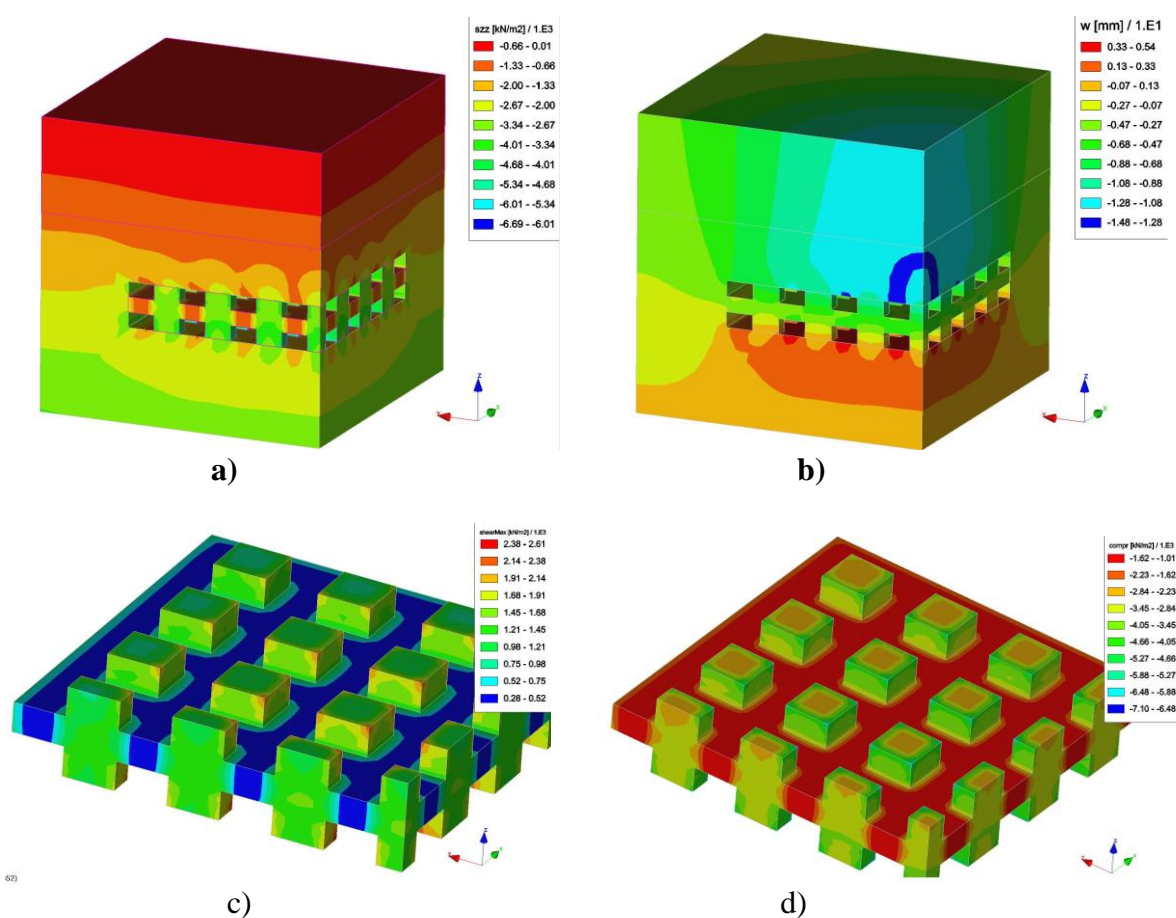 szz [kN/m2] / 1.E3
-0.66 - 0.01
-1.33 - -0.66
-2.00 - -1.33
-2.67 - -2.00
-3.34 - -2.67
-4.01 - -3.34
-4.68 - -4.01
-5.34 - -4.68
-6.01 - -5.34
-6.69 - -6.01
Z
a)
w [mm] / 1.E1
0.33 - 0.54
0.13 - 0.33
-0.07 - 0.13
-0.27 - -0.07
-0.47 - -0.27
-0.68 - -0.47
-0.88 - -0.68
-1.08 - -0.88
-1.28 - -1.08
-1.48 - -1.28
Z
b)
shearMax [kN/m2] / 1.E3
2.38 - 2.61
2.14 - 2.38
1.91 - 2.14
1.68 - 1.91
1.45 - 1.68
1.21 - 1.45
0.98 - 1.21
0.75 - 0.98
0.52 - 0.75
0.28 - 0.52
Z
52)
c)
compr [kN/m2] / 1.E3
-1.62 - -1.01
-2.23 - -1.62
-2.84 - -2.23
-3.45 - -2.84
-4.05 - -3.45
-4.66 - -4.05
-5.27 - -4.66
-5.88 - -5.27
-6.48 - -5.88
-7.10 - -6.48
Z
d)